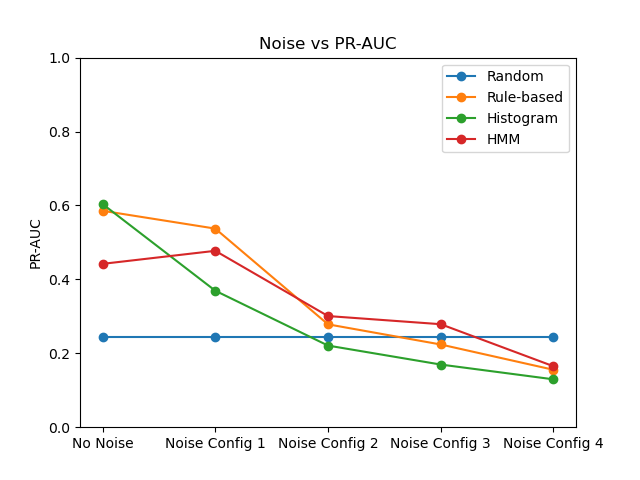 Noise vs PR-AUC
1.0
0.8
0.6
0.4
0.2
0.0
PR-AUC
Random
Rule-based
Histogram
HMM
No Noise
Noise Config 1
Noise Config 2
Noise Config 3
Noise Config 4